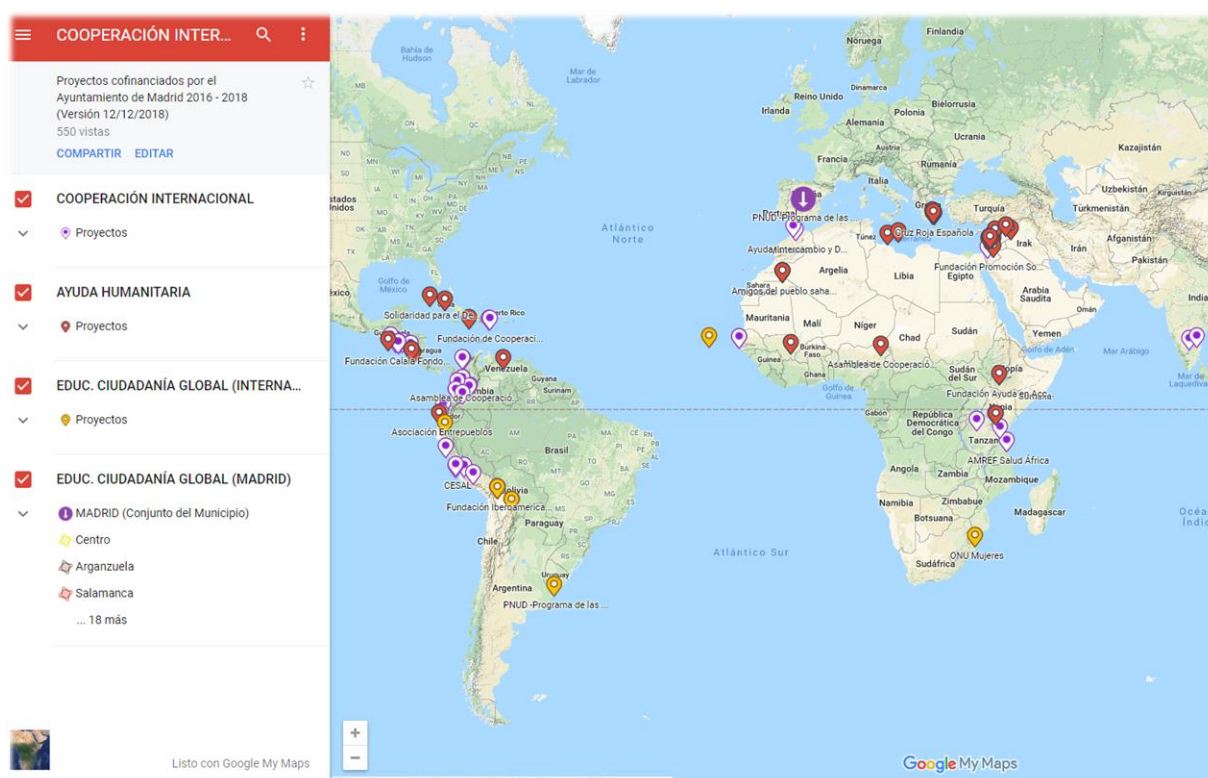 COOPERACIÓN INTER...
Proyectos cofinanciados por el
Ayuntamiento de Madrid 2016 - 2018
(Versión 12/12/2018)
550 vistas
COMPARTIR EDITAR
COOPERACIÓN INTERNACIONAL
Proyectos
AYUDA HUMANITARIA
Proyectos
EDUC. CIUDADANÍA GLOBAL (INTERNA...
Proyectos
EDUC. CIUDADANÍA GLOBAL (MADRID)
MADRID (Conjunto del Municipio)
Centro
Arganzuela
Salamanca
... 18 más
Listo con Google My Maps
Bahía de
Hudson
Mar de
Labrador
Noruega
Finlandia
Dinamarca
Reino Unido
Irlanda
Bielorrusia
Polonia
Alemania
Ucrania
Kazajistán
Austria
Francia
Rumanía
Italia
Uzbekistán
Kirguistán
Turquía
Túrkmenistán
PNUD-Programa de las
Atlántico
Norte
Túnez
Cruz Roja Española
Irak
Irán
Afganistán
Pakistán
Ayuda, Intercambio y D...
Argelia
Libia
Fundación Promoción So...
Egipto
Golfo de
México
Sahara
Amigos del pueblo saha...
Arabia
Saudita
Omán
India
Solidaridad para el De...
Puerto Rico
Mauritania
Malí
Níger
Chad
Sudán
Yemen
Golfo de Adén
Mar Arábigo
Fundación de Cooperaci...
Fundación Calala Fondo...
Venezuela
Guyana
Surinam
Guinea
Burkina
Faso
Ghana
Asamblea de Cooperació
Golfo de
Guinea
Sudán
del Sur
Fundación Ayuda en Acc
Mar de
Laquedivas
Asamblea de Cooperació
Asociación Entrepueblos
Gabón
República
Democrática
del Congo
Tanzania
AMREF Salud África
Brasil
CESAL
Bolivia
Fundación Iberoamerica...
Angola
Zambia
Mozambique
Namibia
Zimbabue
Botsuana
Madagascar
Paraguay
Chile
Atlántico Sur
ONU Mujeres
Sudáfrica
Uruguay
Argentina
PNUD -Programa de las ...
Google My Maps